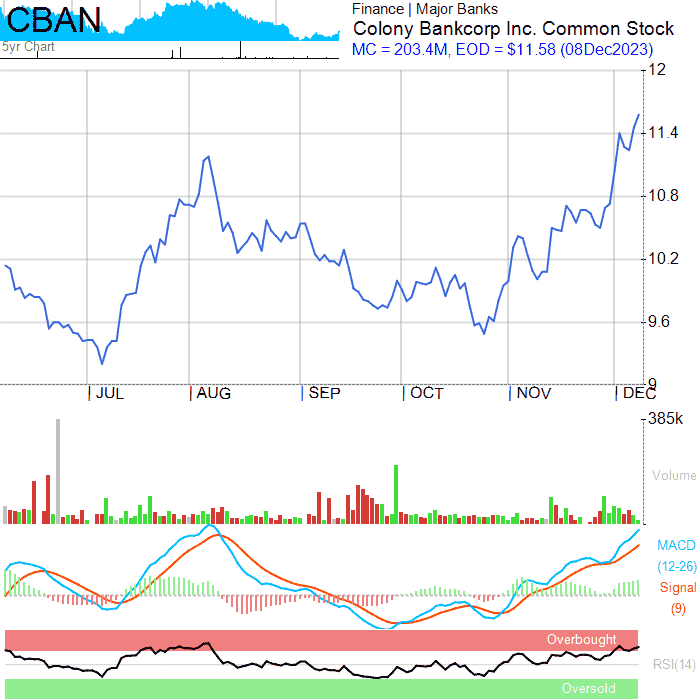 CBAN
5yr Chart
Finance | Major Banks
Colony Bankcorp Inc. Common Stock
MC = 203.4M, EOD = $11.58 (08Dec2023)
12
11.4
10.8
10.2
9.6
9
JUL AUG SEP OCT NOV DEC
385k
Volume
MACD
(12-26)
Signal
(9)
Overbought
RSI(14)
Oversold